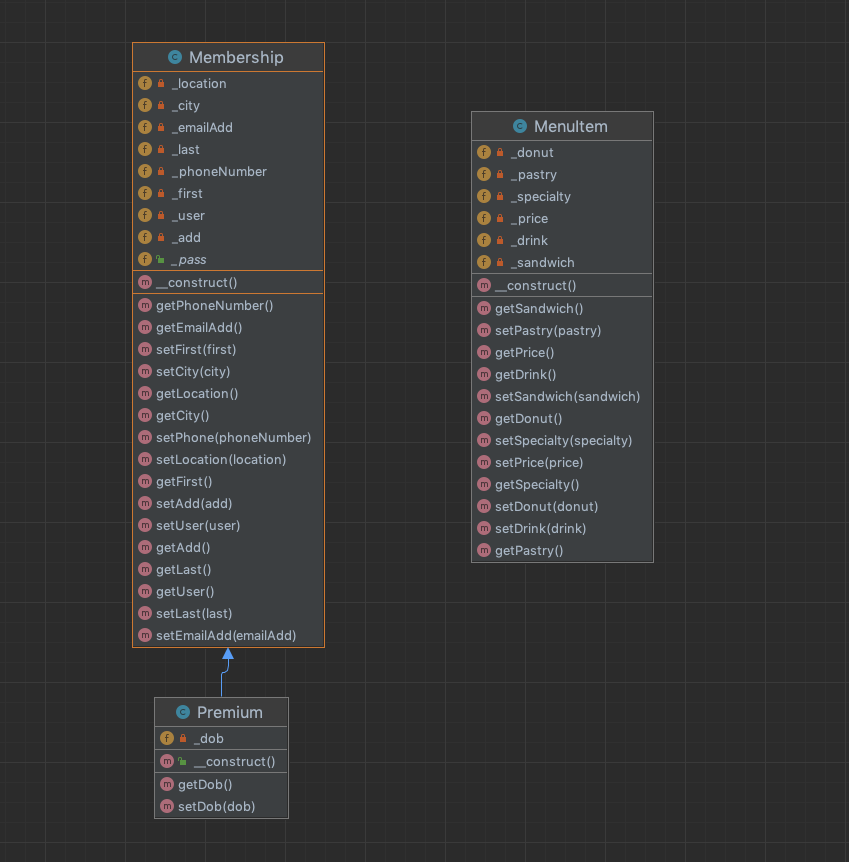 Membership
_location
_city
_emailAdd
_last
_phoneNumber
_first
_user
_add
_pass
__construct()
getPhoneNumber()
getEmailAdd()
setFirst(first)
setCity(city)
getLocation()
getCity()
setPhone(phoneNumber)
setLocation(location)
getFirst()
setAdd(add)
setUser(user)
getAdd()
getLast()
getUser()
setLast(last)
setEmailAdd(emailAdd)
MenuItem
_donut
_pastry
_specialty
_price
_drink
_sandwich
__construct()
getSandwich()
setPastry(pastry)
getPrice()
getDrink()
setSandwich(sandwich)
getDonut()
setSpecialty(specialty)
setPrice(price)
getSpecialty()
setDonut(donut)
setDrink(drink)
getPastry()
Premium
_dob
__construct()
getDob()
setDob(dob)